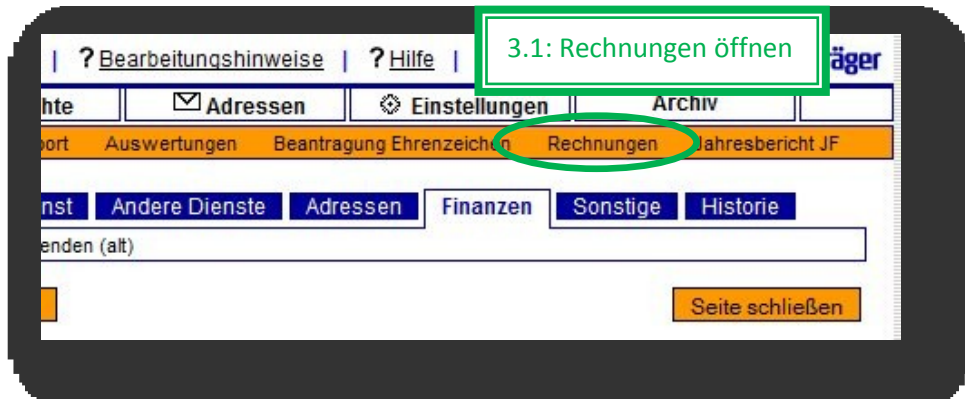 3.1: Rechnungen öffnen
| ? Bearbeitungshinweise | ? Hilfe | äger
hte Adressen Einstellungen Archiv
port Auswertungen Beantragung Ehrenzeichen Rechnungen Jahresbericht JF
nst Andere Dienste Adressen Finanzen Sonstige Historie
enden (alt)
Seite schließen